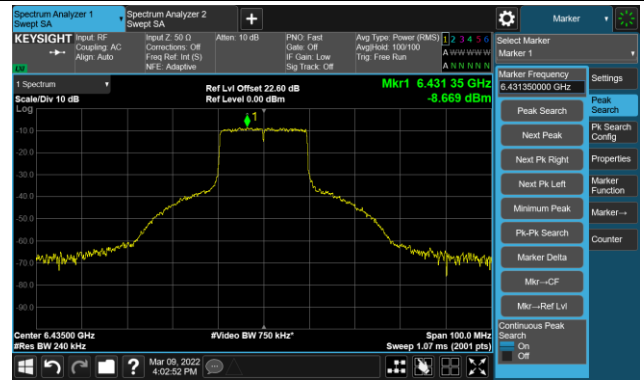 Spectrum Analyzer 1
Swept SA
Spectrum Analyzer 2
Swept SA
+
Marker
KEYSIGHT
Input: RF
Coupling: AC
Align: Auto
Input Z: 50 Ω
Corrections: Off
Freq Ref: Int (S)
NFE: Adaptive
Atten: 10 dB
PNO: Fast
Gate: Off
IF Gain: Low
Sig Track: Off
Avg Type: Power (RMS)
Avg|Hold: 100/100
Trig: Free Run
1 2 3 4 5 6
A W W W W W
A N N N N N
LNI
Select Marker
Marker 1
1 Spectrum
Scale/Div 10 dB
Log
Ref Lvl Offset 22.60 dB
Ref Level 0.00 dBm
Mkr1 6.431 35 GHz
-8.669 dBm
1
-10.0
-20.0
-30.0
-40.0
-50.0
-60.0
-70.0
-80.0
-90.0
Center 6.43500 GHz
#Res BW 240 kHz
#Video BW 750 kHz*
Span 100.0 MHz
Sweep 1.07 ms (2001 pts)
Marker Frequency
6.431350000 GHz
Peak Search
Next Peak
Next Pk Right
Next Pk Left
Minimum Peak
Pk-Pk Search
Marker Delta
Mkr→CF
Mkr→Ref Lvl
Continuous Peak
Search
On
Off
Settings
Peak
Search
Pk Search
Config
Properties
Marker
Function
Marker→
Counter
?
Mar 09, 2022
4:02:52 PM